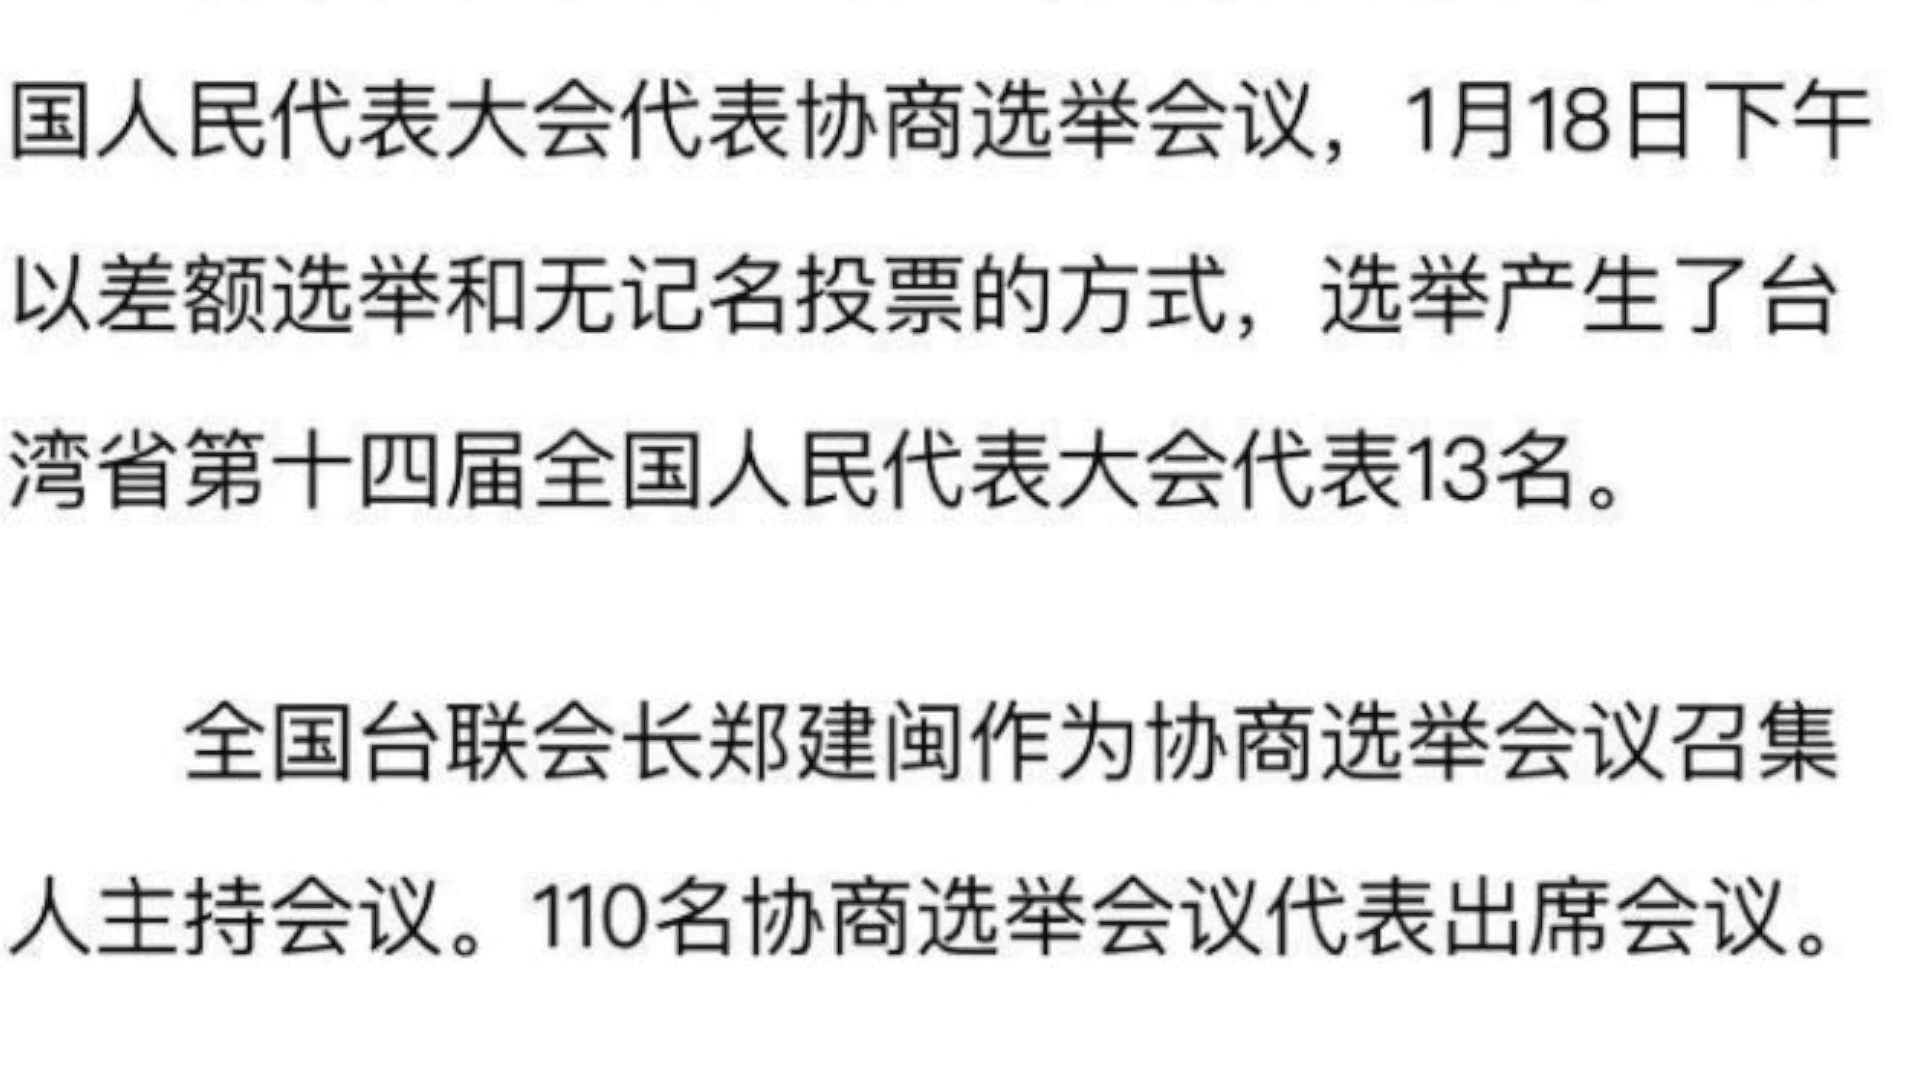 国人民代表大会代表协商选举会议，1月18日下午
以差额选举和无记名投票的方式，选举产生了台
湾省第十四届全国人民代表大会代表13名。
全国台联会长郑建闽作为协商选举会议召集
人主持会议。110名协商选举会议代表出席会议。